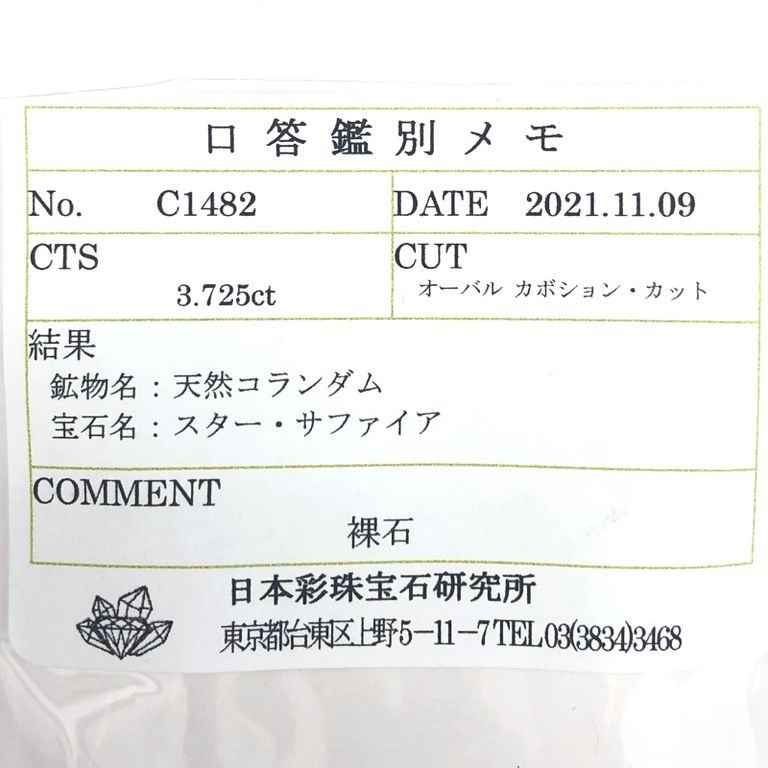 口答鑑別メモ
No. C1482 DATE 2021.11.09
CTS CUT
3.725ct オーバル カボション・カット
結果
鉱物名：天然コランダム
宝石名：スター・サファイア
COMMENT
裸石
日本彩珠宝石研究所
東京都台東区上野5－11－7 TEL 03(3834)3468